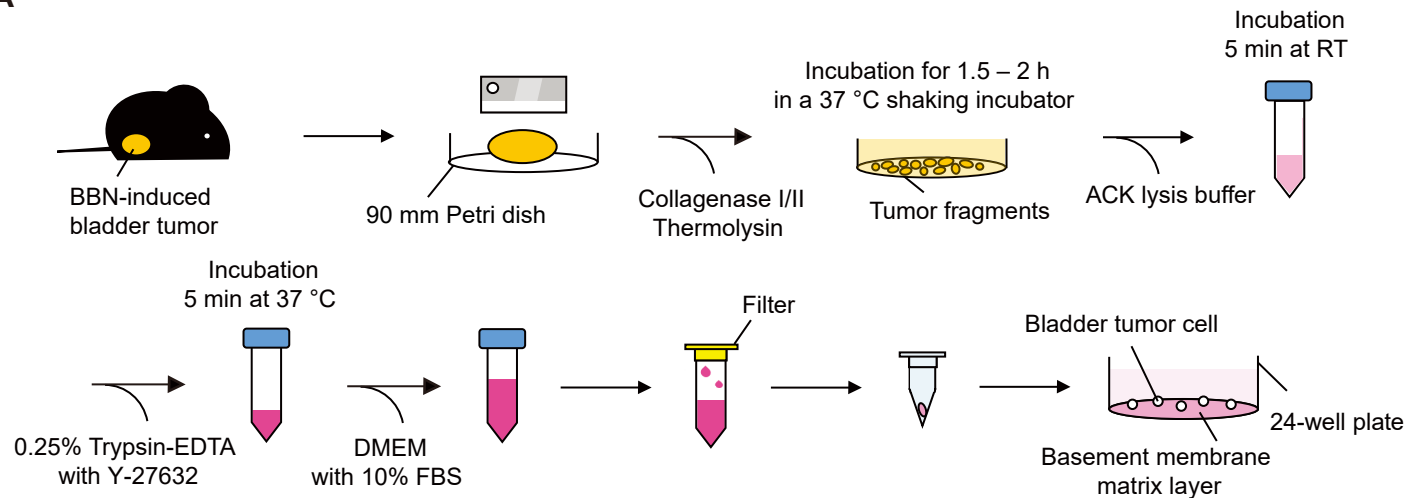 A
Incubation
5 min at RT
Incubation for 1.5 – 2 h
in a 37 °C shaking incubator
BBN-induced
bladder tumor
90 mm Petri dish
Collagenase I/II
Thermolysin
Tumor fragments
ACK lysis buffer
Incubation
5 min at 37 °C
Filter
Bladder tumor cell
0.25% Trypsin-EDTA
with Y-27632
DMEM
with 10% FBS
24-well plate
Basement membrane
matrix layer